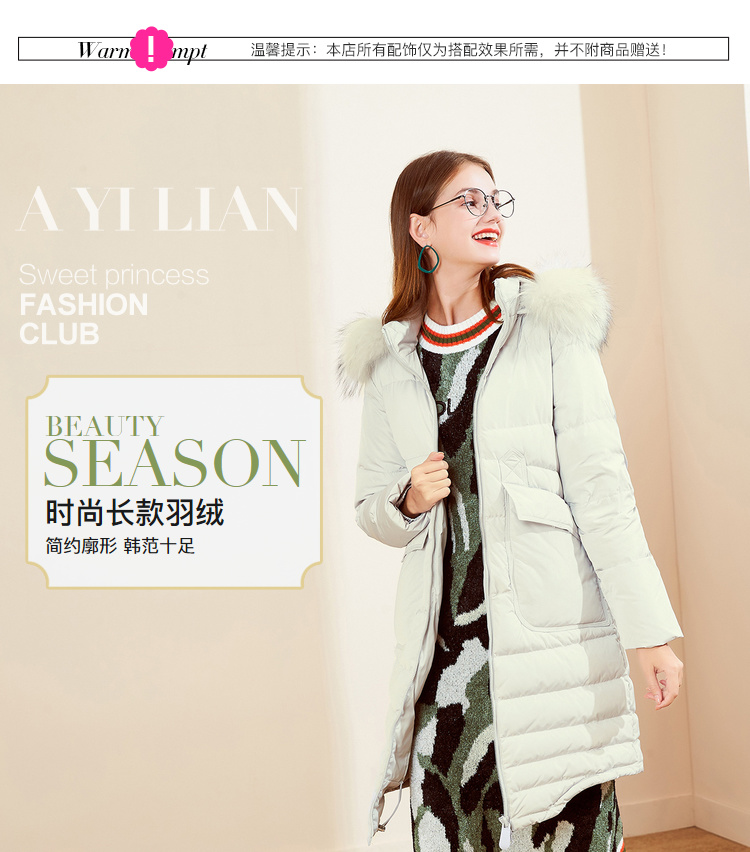 Warm ! mpt 温馨提示：本店所有配饰仅为搭配效果所需，并不附商品赠送！
A YI LIAN
Sweet princess
FASHION
CLUB
BEAUTY
SEASON
时尚长款羽绒
简约廓形 韩范十足